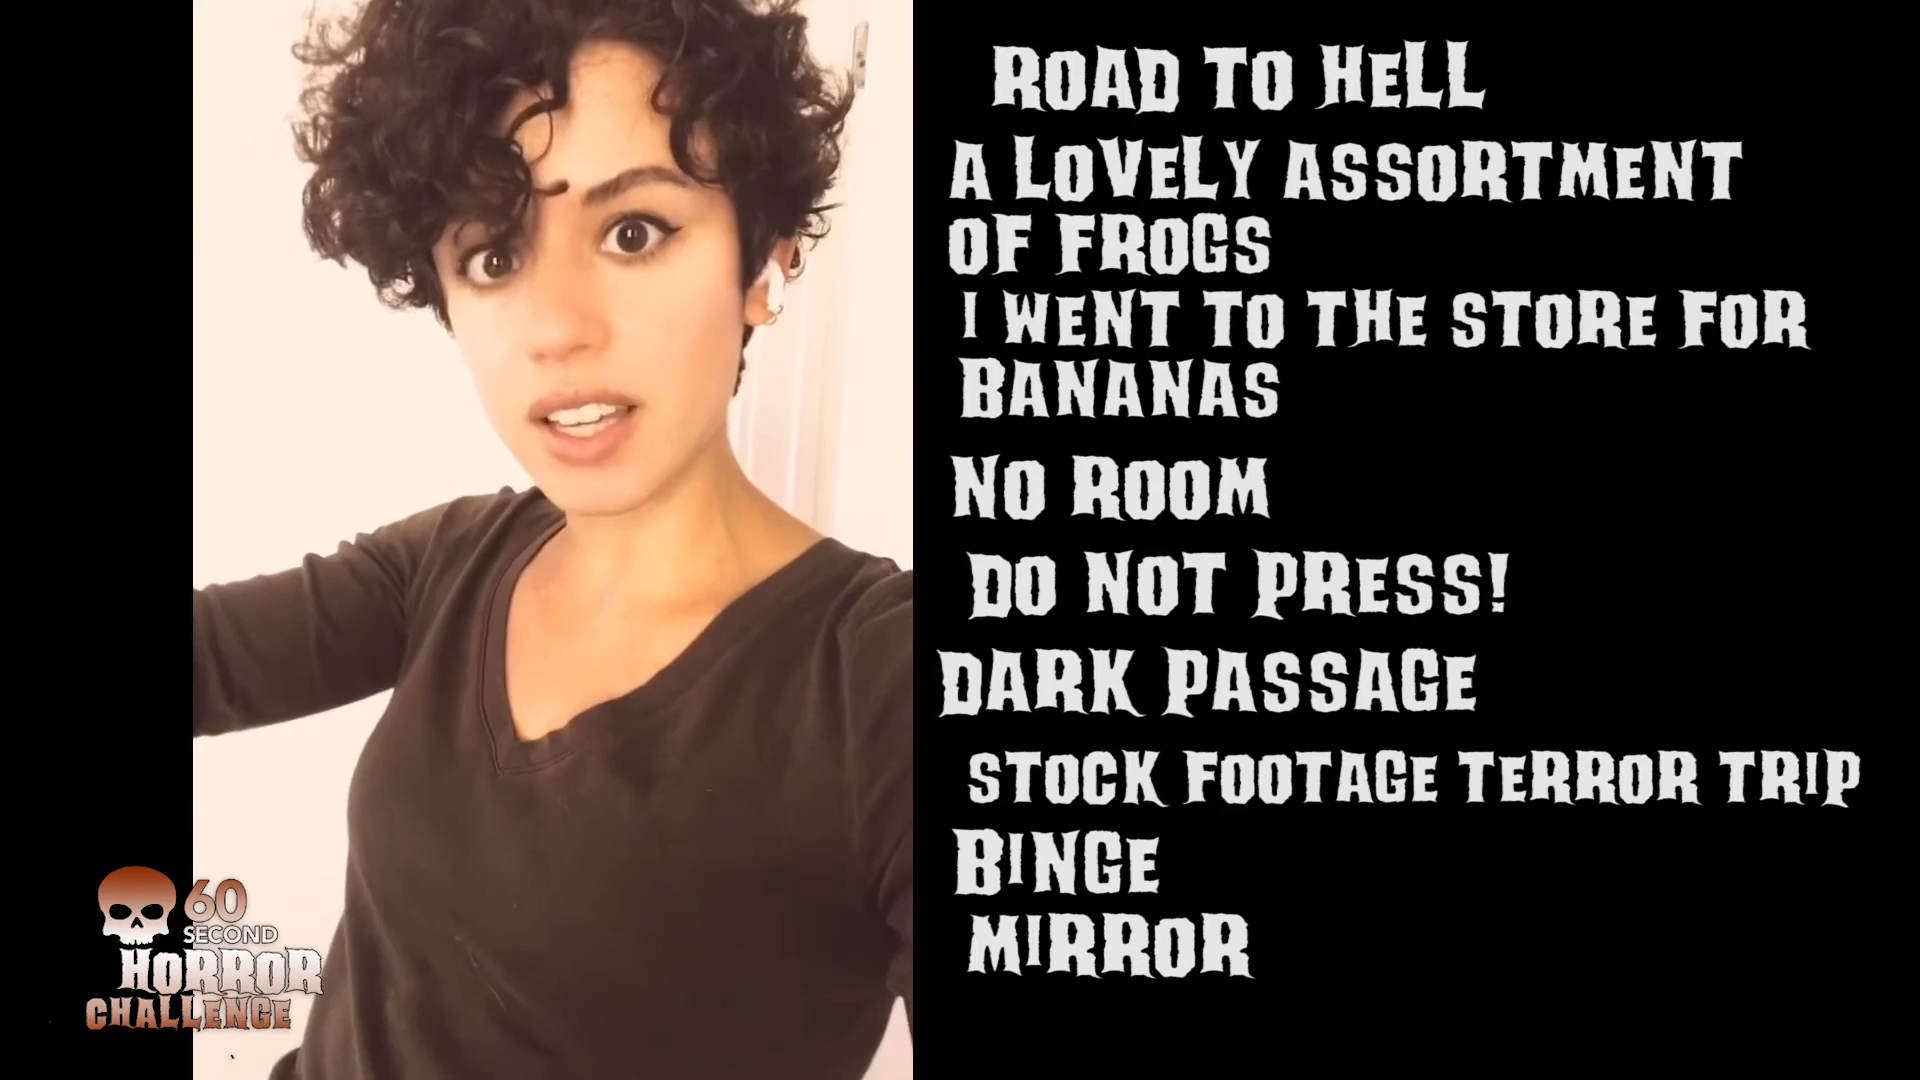 ROAD TO HELL
A LOVELY ASSORTMENT
OF FROGS
I WENT TO THE STORE FOR
BANANAS
NO ROOM
DO NOT PRESS!
DARK PASSAGE
STOCK FOOTAGE TERROR TRIP
BINGE
MIRROR
60
SECOND
HORROR
CHALLENGE